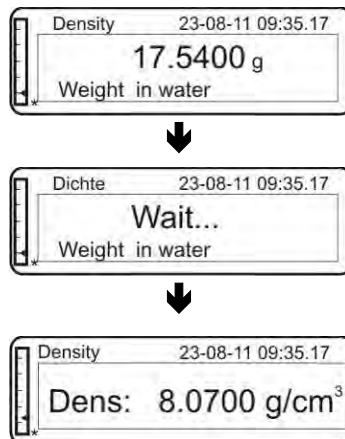 Density 23-08-11 09:35.17
17.5400 g
Weight in water
*
Dichte 23-08-11 09:35.17
Wait...
Weight in water
*
Density 23-08-11 09:35.17
Dens: 8.0700 g/cm³
*